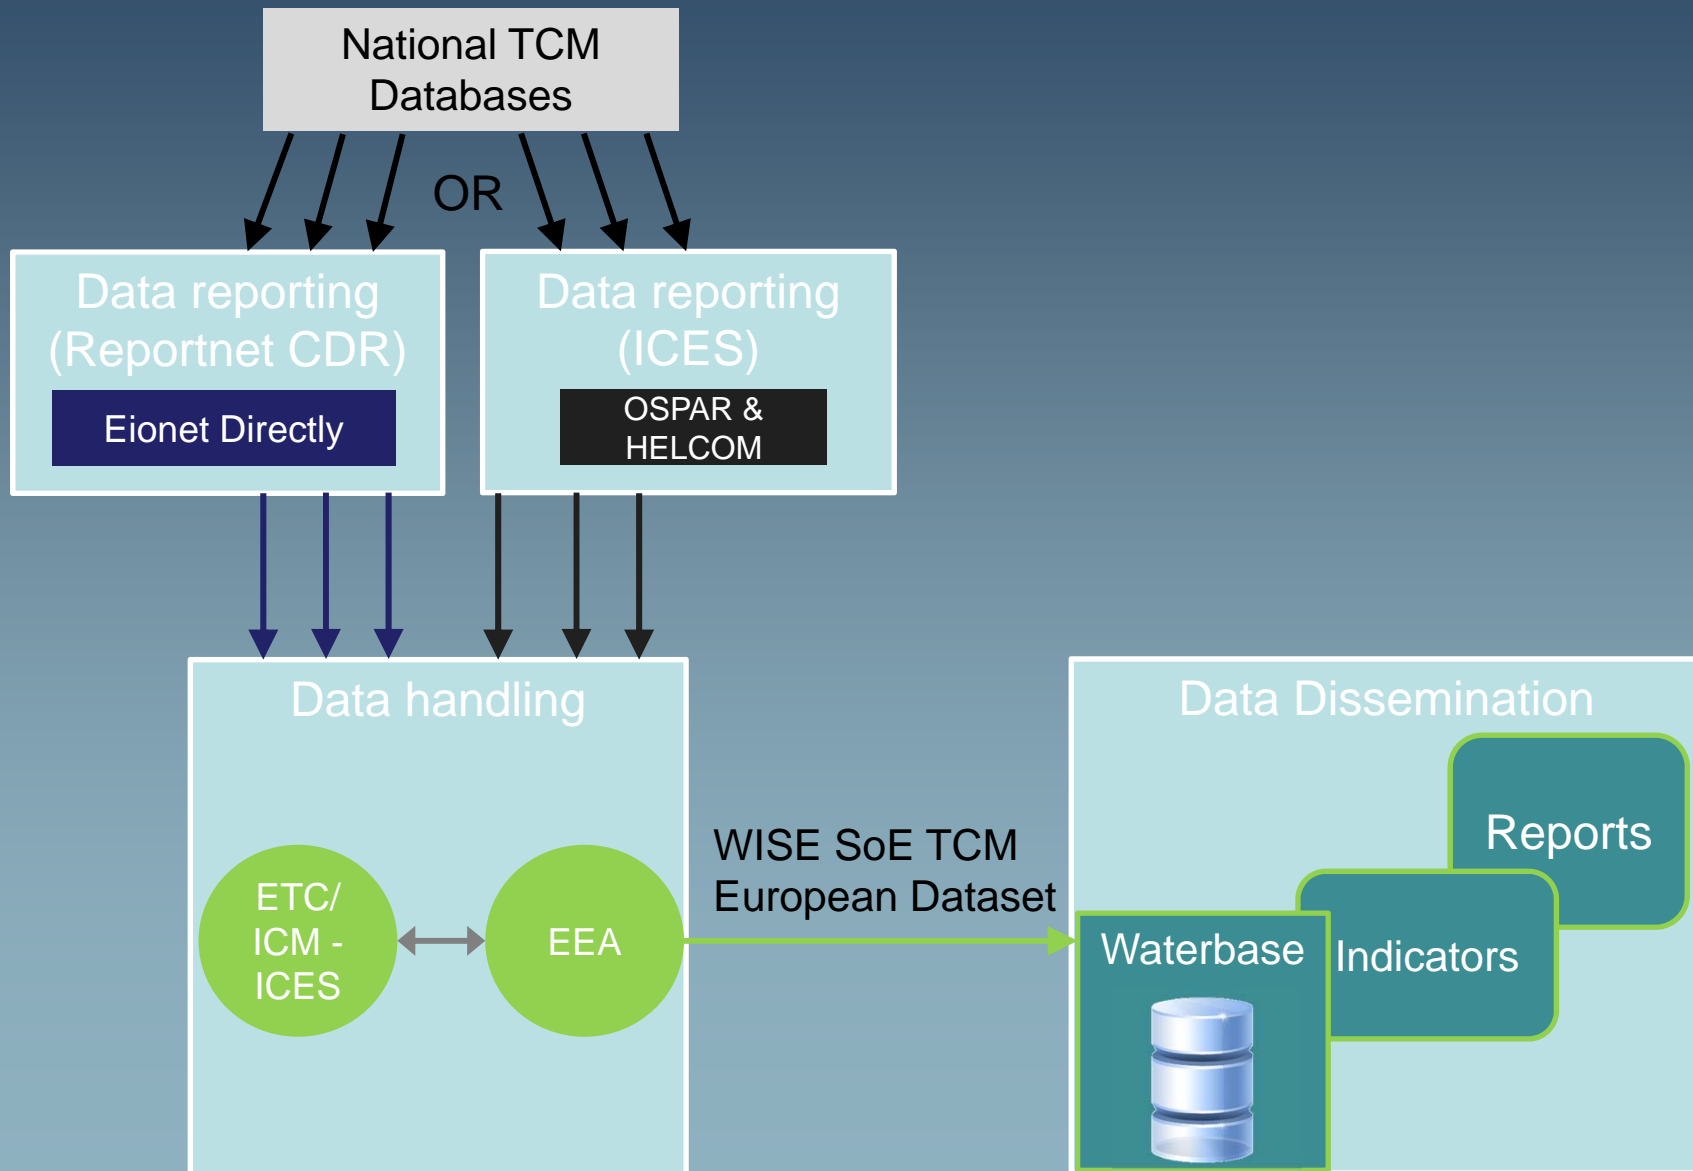 National TCM
Databases
OR
Data reporting
(Reportnet CDR)
Eionet Directly
Data reporting
(ICES)
OSPAR &
HELCOM
Data handling
ETC/
ICM -
ICES
EEA
WISE SoE TCM
European Dataset
Data Dissemination
Reports
Indicators
Waterbase